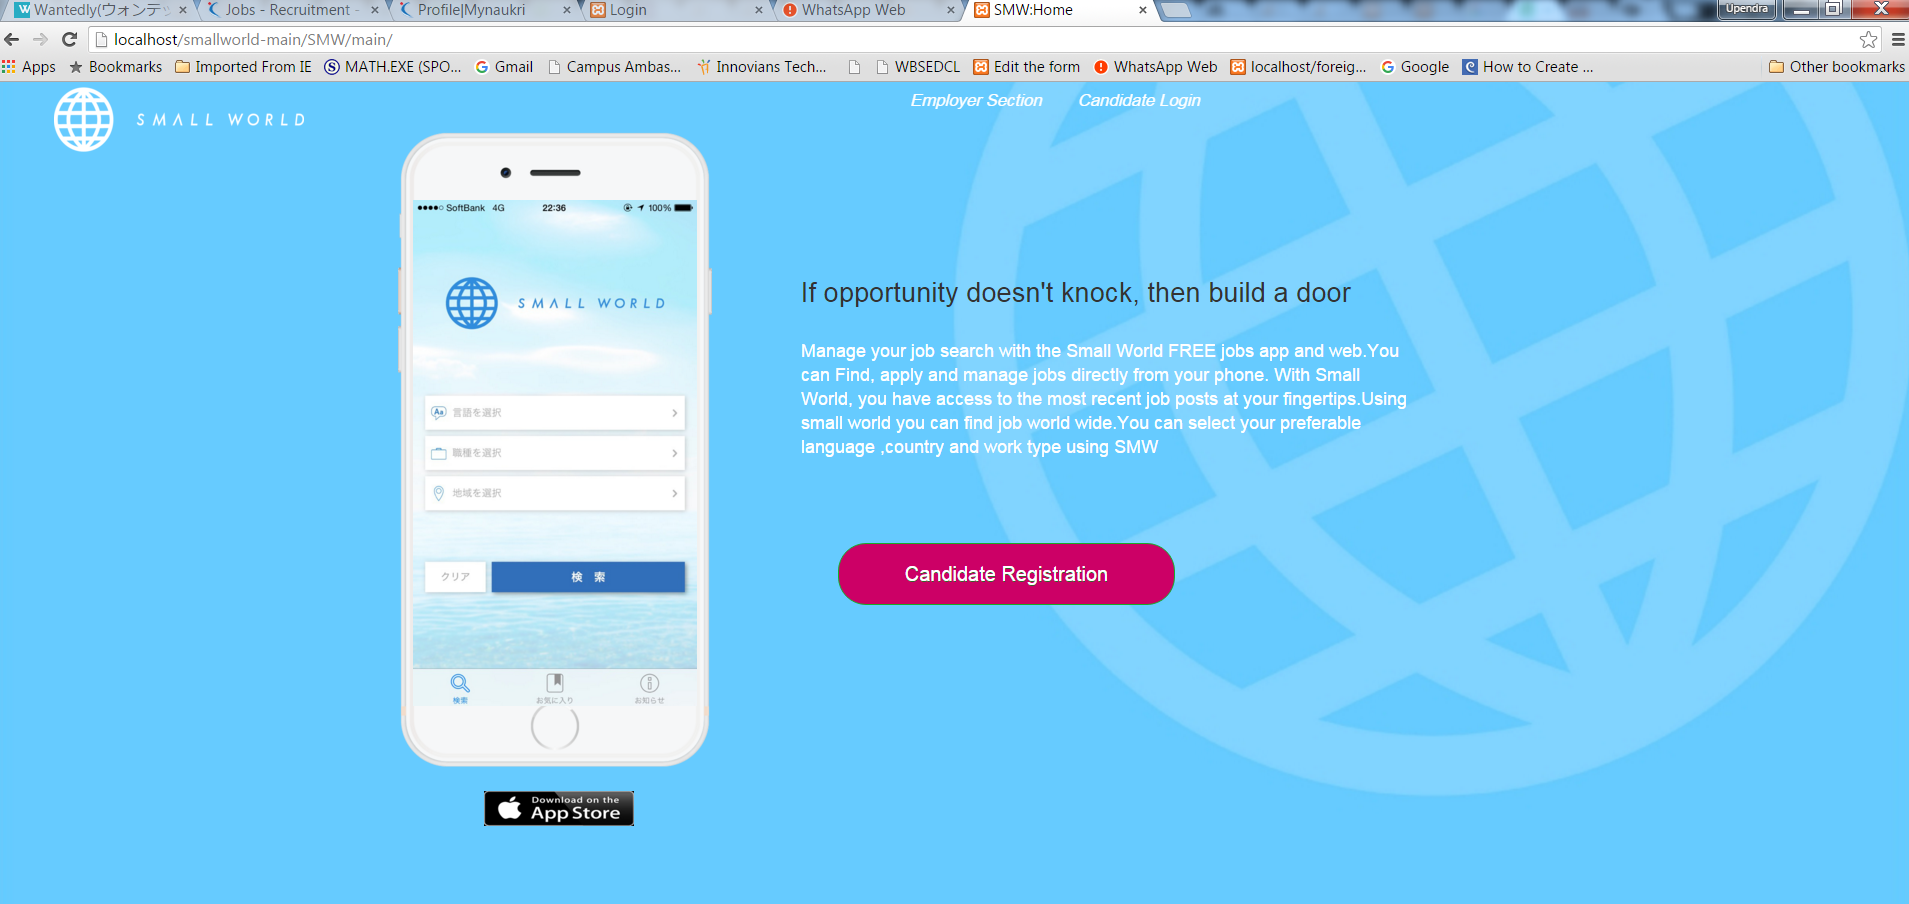 Wantedly(ウォンテッ
Jobs - Recruitment -
Profile|Mynaukri
Login
WhatsApp Web
SMW:Home
Upendra
localhost/smallworld-main/SMW/main/
Apps
Bookmarks
Imported From IE
MATH.EXE (SPO...
Gmail
Campus Ambas...
Innovians Tech...
WBSEDCL
Edit the form
WhatsApp Web
localhost/foreig...
Google
How to Create ...
Other bookmarks
SMALL WORLD
Employer Section
Candidate Login
SoftBank 4G
22:36
100%
SMALL WORLD
Aa 言語を選択
職種を選択
地域を選択
クリア
検 索
検索
お気に入り
お知らせ
Download on the
App Store
If opportunity doesn't knock, then build a door
Manage your job search with the Small World FREE jobs app and web.You
can Find, apply and manage jobs directly from your phone. With Small
World, you have access to the most recent job posts at your fingertips.Using
small world you can find job world wide.You can select your preferable
language ,country and work type using SMW
Candidate Registration